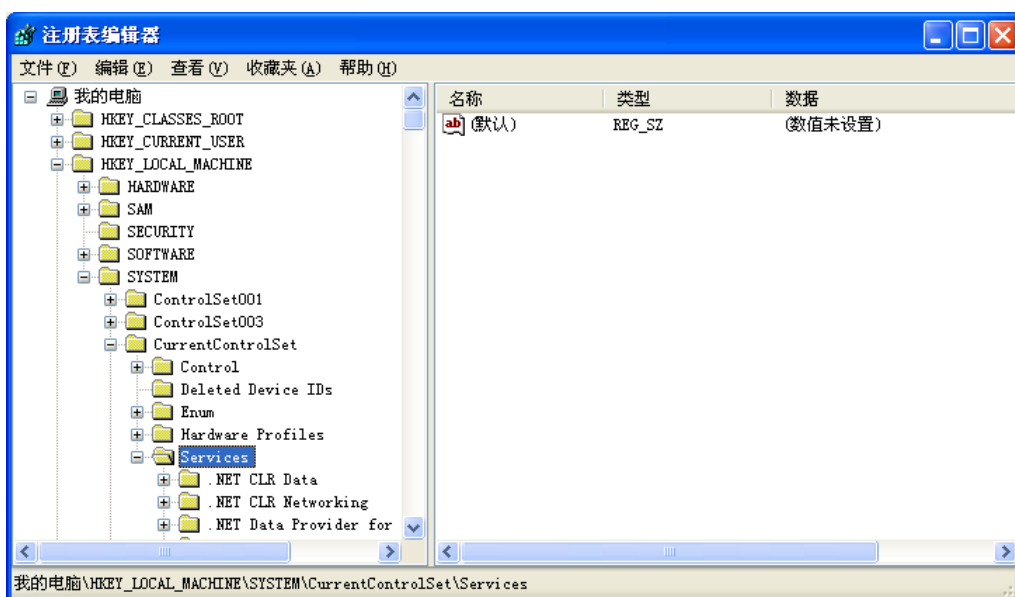 注册表编辑器
文件(F) 编辑(E) 查看(V) 收藏夹(A) 帮助(H)
我的电脑
HKEY_CLASSES_ROOT
HKEY_CURRENT_USER
HKEY_LOCAL_MACHINE
HARDWARE
SAM
SECURITY
SOFTWARE
SYSTEM
ControlSet001
ControlSet003
CurrentControlSet
Control
Deleted Device IDs
Enum
Hardware Profiles
Services
.NET CLR Data
.NET CLR Networking
.NET Data Provider for
名称 类型 数据
ab (默认) REG_SZ (数值未设置)
我的电脑\HKEY_LOCAL_MACHINE\SYSTEM\CurrentControlSet\Services